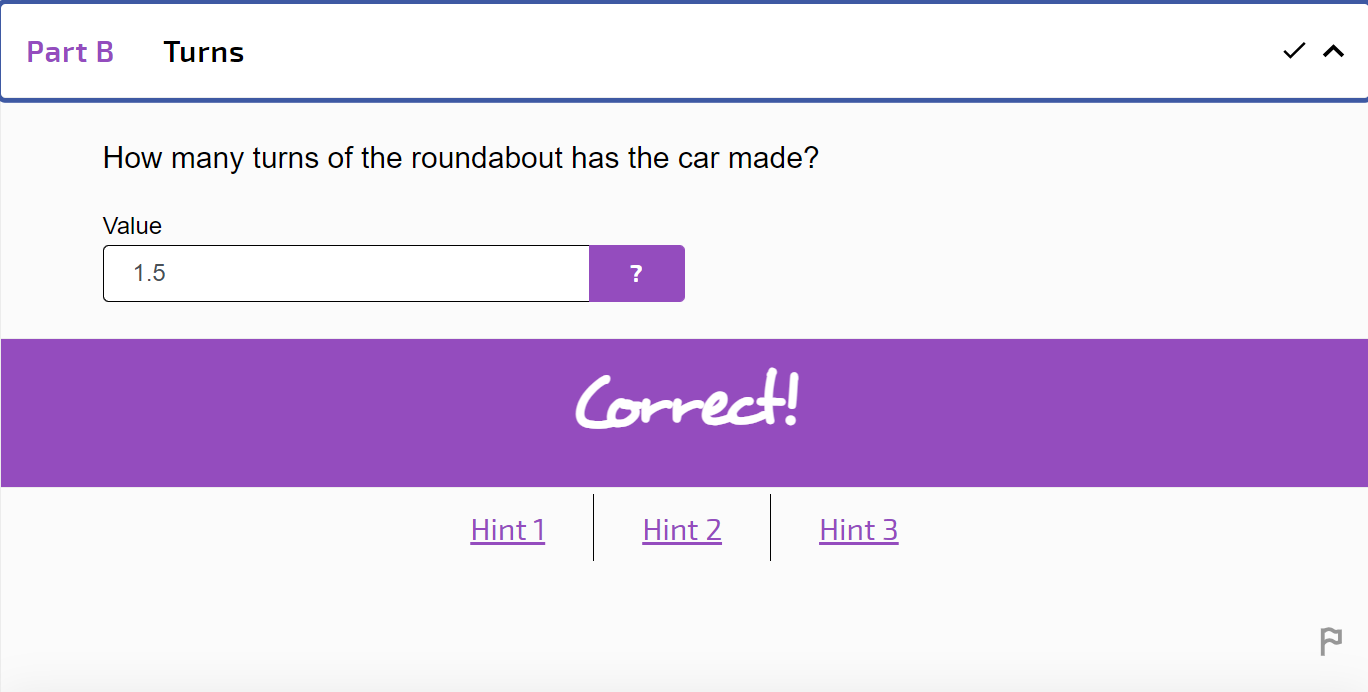 Part B Turns
How many turns of the roundabout has the car made?
Value
1.5 ?
Correct!
Hint 1 Hint 2 Hint 3